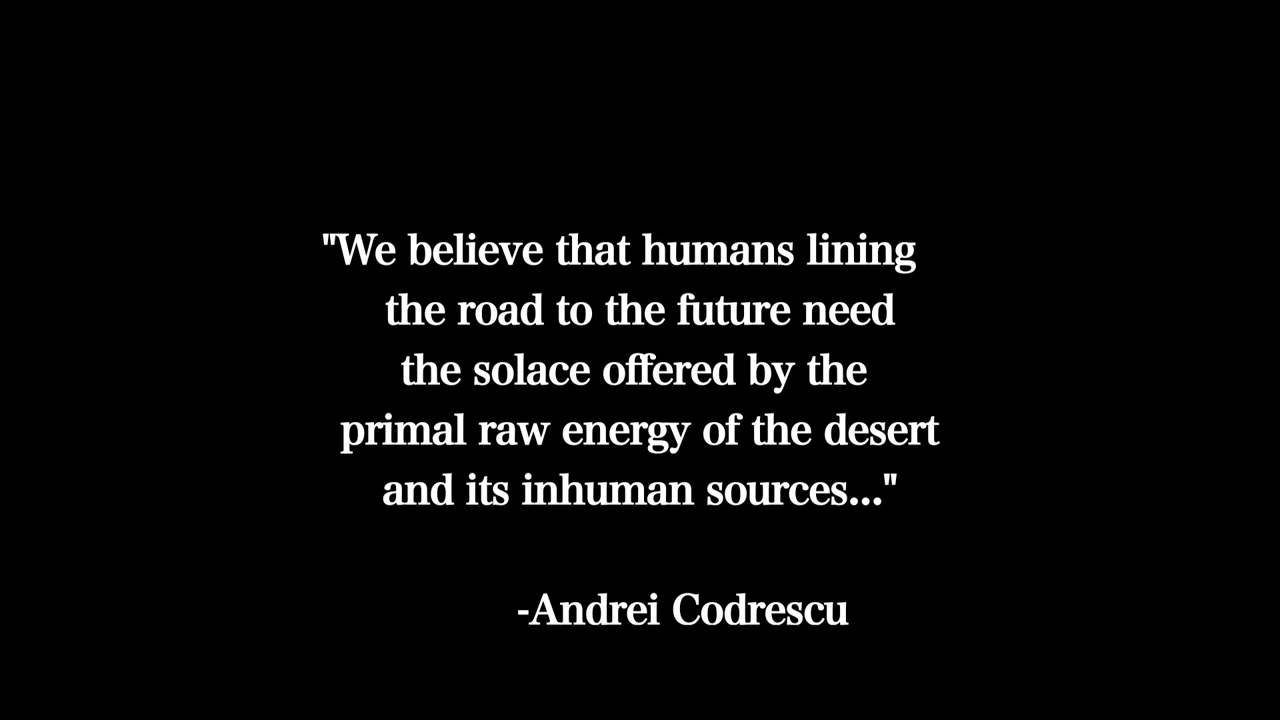 "We believe that humans lining
the road to the future need
the solace offered by the
primal raw energy of the desert
and its inhuman sources..."
-Andrei Codrescu